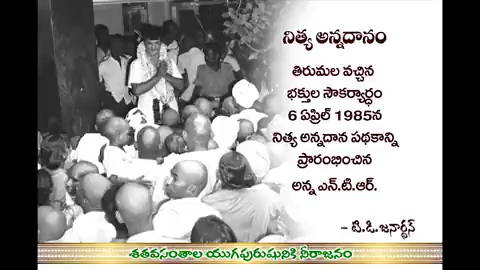 నిత్య అన్నదానం
తిరుమల వచ్చిన
భక్తుల సౌకర్యార్ధం
6 ఏప్రిల్ 1985న
నిత్య అన్నదాన పథకాన్ని
ప్రారంభించిన
అన్న ఎన్.టి.ఆర్.
– టి.డి.జనార్థన్
శతవసంతాల యుగపురుషునికి నీరాజనం